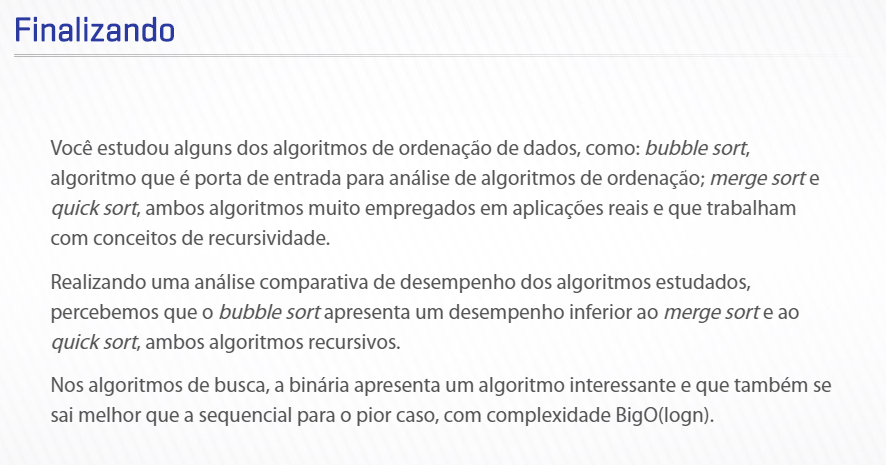 Finalizando
Você estudou alguns dos algoritmos de ordenação de dados, como: bubble sort,
algoritmo que é porta de entrada para análise de algoritmos de ordenação; merge sort e
quick sort, ambos algoritmos muito empregados em aplicações reais e que trabalham
com conceitos de recursividade.
Realizando uma análise comparativa de desempenho dos algoritmos estudados,
percebemos que o bubble sort apresenta um desempenho inferior ao merge sort e ao
quick sort, ambos algoritmos recursivos.
Nos algoritmos de busca, a binária apresenta um algoritmo interessante e que também se
sai melhor que a sequencial para o pior caso, com complexidade BigO(logn).